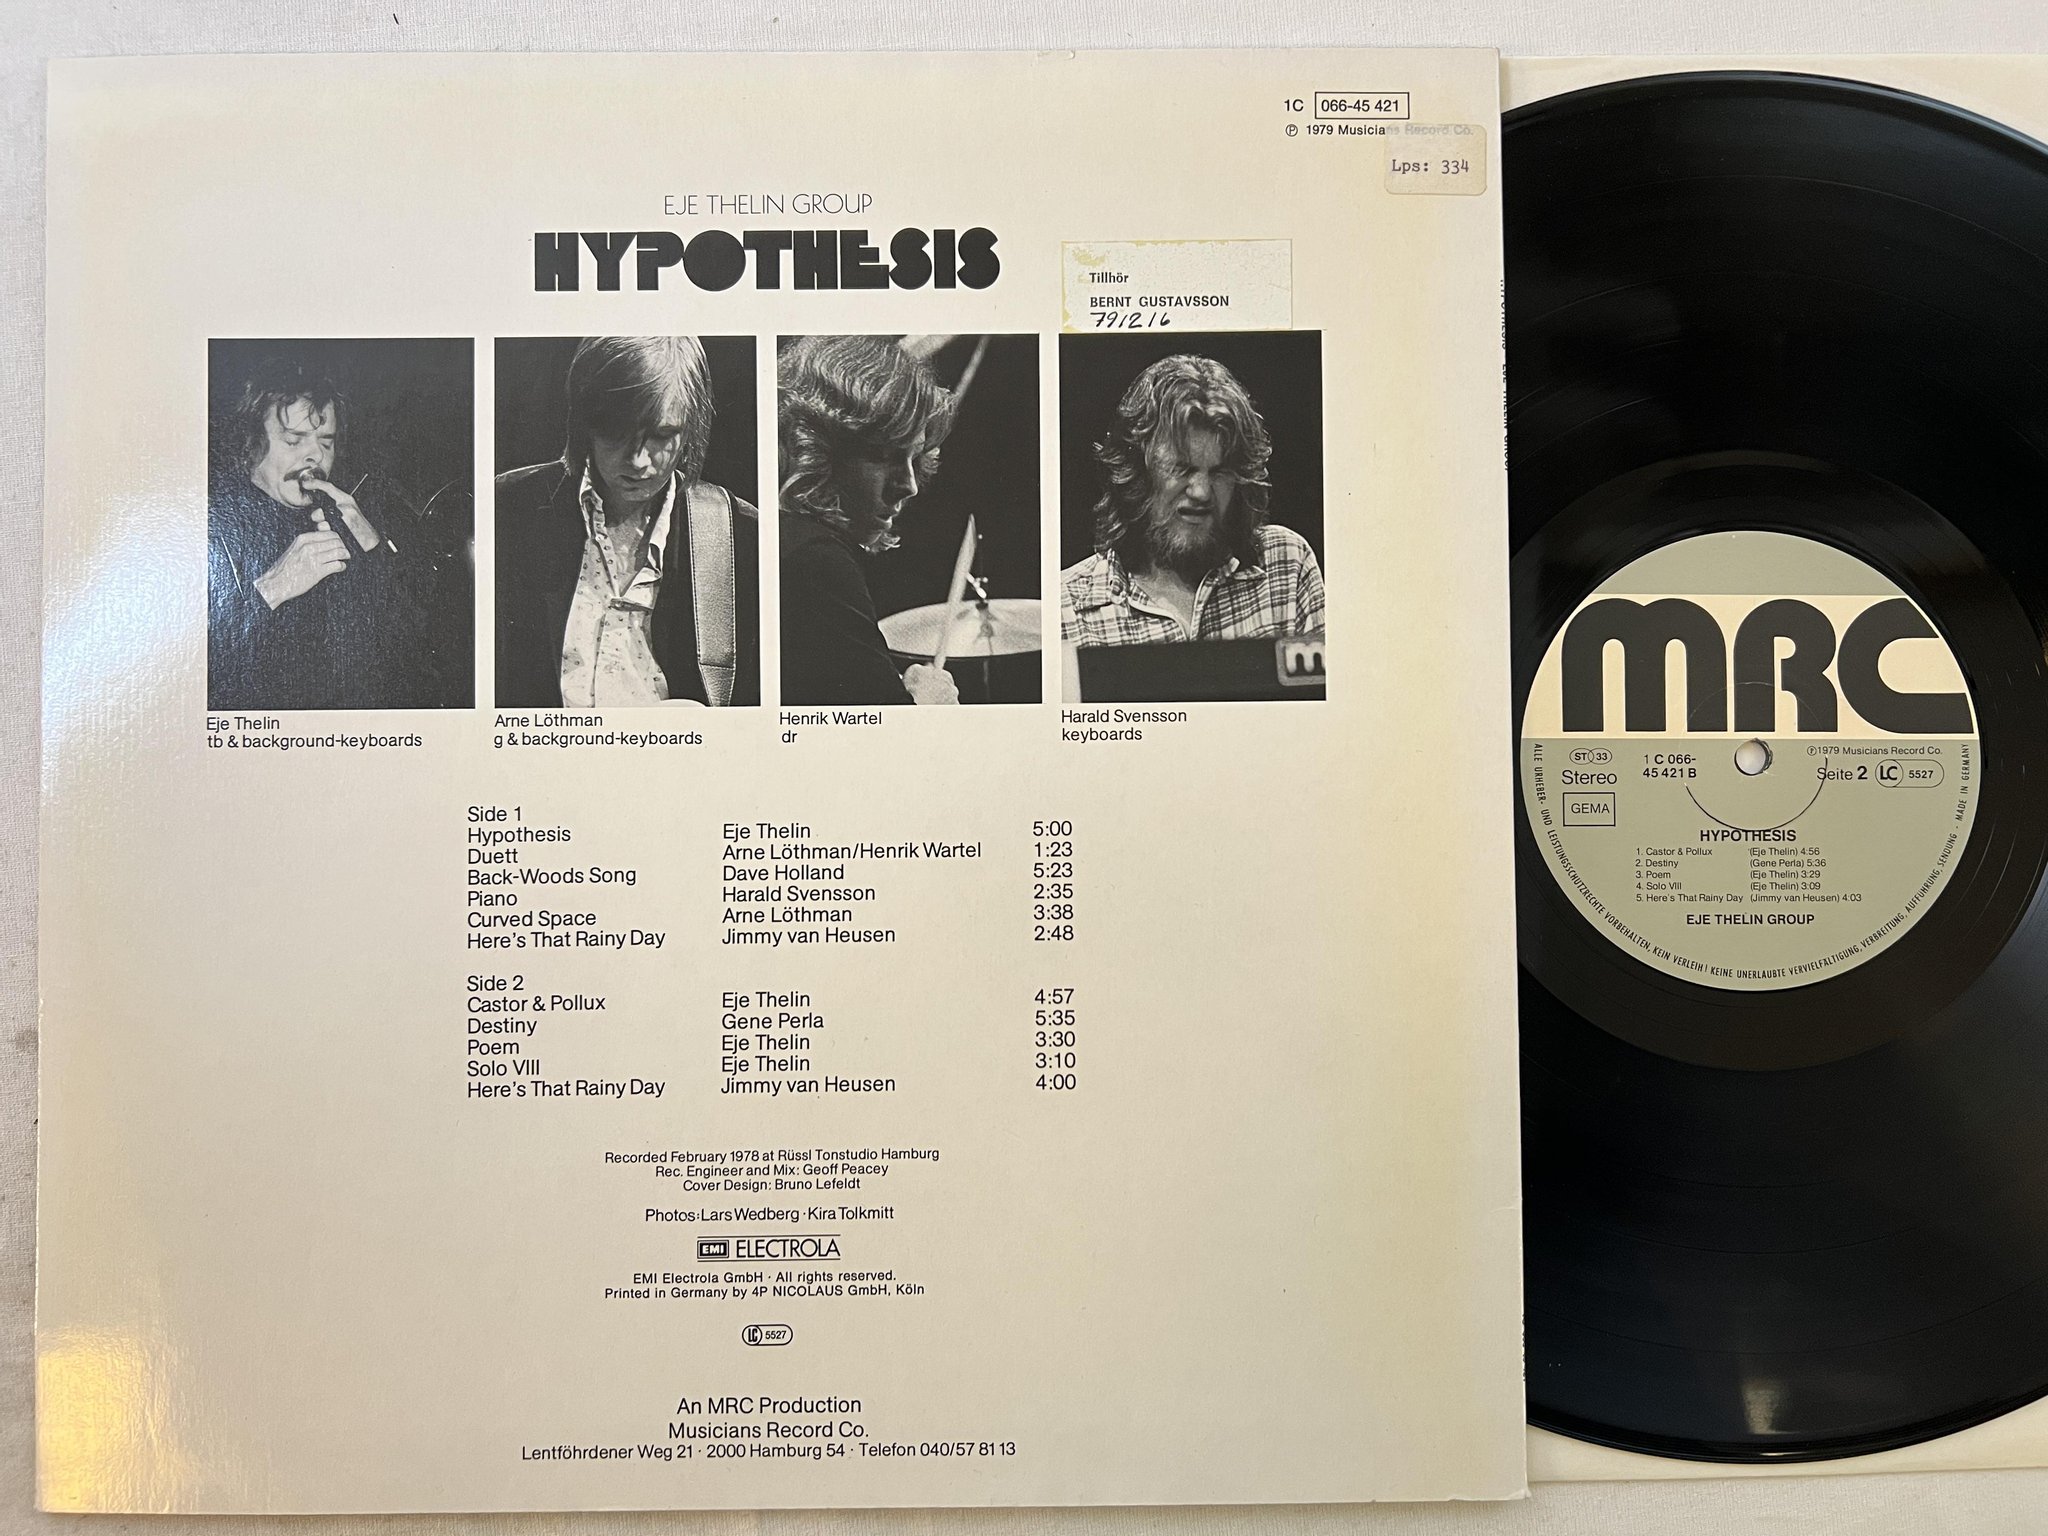 1C 066-45 421
℗ 1979 Musicians Record Co.
Lps: 334
EJE THELIN GROUP
HYPOTHESIS
Tillhör
BERNT GUSTAVSSON
791216
Eje Thelin
tb & background-keyboards
Arne Löthman
g & background-keyboards
Henrik Wartel
dr
Harald Svensson
keyboards
Side 1
Hypothesis Eje Thelin 5:00
Duett Arne Löthman/Henrik Wartel 1:23
Back-Woods Song Dave Holland 5:23
Piano Harald Svensson 2:35
Curved Space Arne Löthman 3:38
Here's That Rainy Day Jimmy van Heusen 2:48
Side 2
Castor & Pollux Eje Thelin 4:57
Destiny Gene Perla 5:35
Poem Eje Thelin 3:30
Solo VIII Eje Thelin 3:10
Here's That Rainy Day Jimmy van Heusen 4:00
Recorded February 1978 at Rüssl Tonstudio Hamburg
Rec. Engineer and Mix: Geoff Peacey
Cover Design: Bruno Lefeldt
Photos: Lars Wedberg · Kira Tolkmitt
EMI ELECTROLA
EMI Electrola GmbH · All rights reserved.
Printed in Germany by 4P NICOLAUS GmbH, Köln
LC 5527
An MRC Production
Musicians Record Co.
Lentföhrdener Weg 21 · 2000 Hamburg 54 · Telefon 040/57 81 13
MRC
ST 33
Stereo
GEMA
1 C 066-
45 421 B
℗1979 Musicians Record Co.
Seite 2 LC 5527
HYPOTHESIS
1. Castor & Pollux (Eje Thelin) 4:56
2. Destiny (Gene Perla) 5:36
3. Poem (Eje Thelin) 3:29
4. Solo VIII (Eje Thelin) 3:09
5. Here's That Rainy Day (Jimmy van Heusen) 4:03
EJE THELIN GROUP
ALLE URHEBER- UND LEISTUNGSSCHUTZRECHTE VORBEHALTEN, KEIN VERLEIH! KEINE UNERLAUBTE VERVIELFÄLTIGUNG, VERBREITUNG, AUFFÜHRUNG, SENDUNG · MADE IN GERMANY